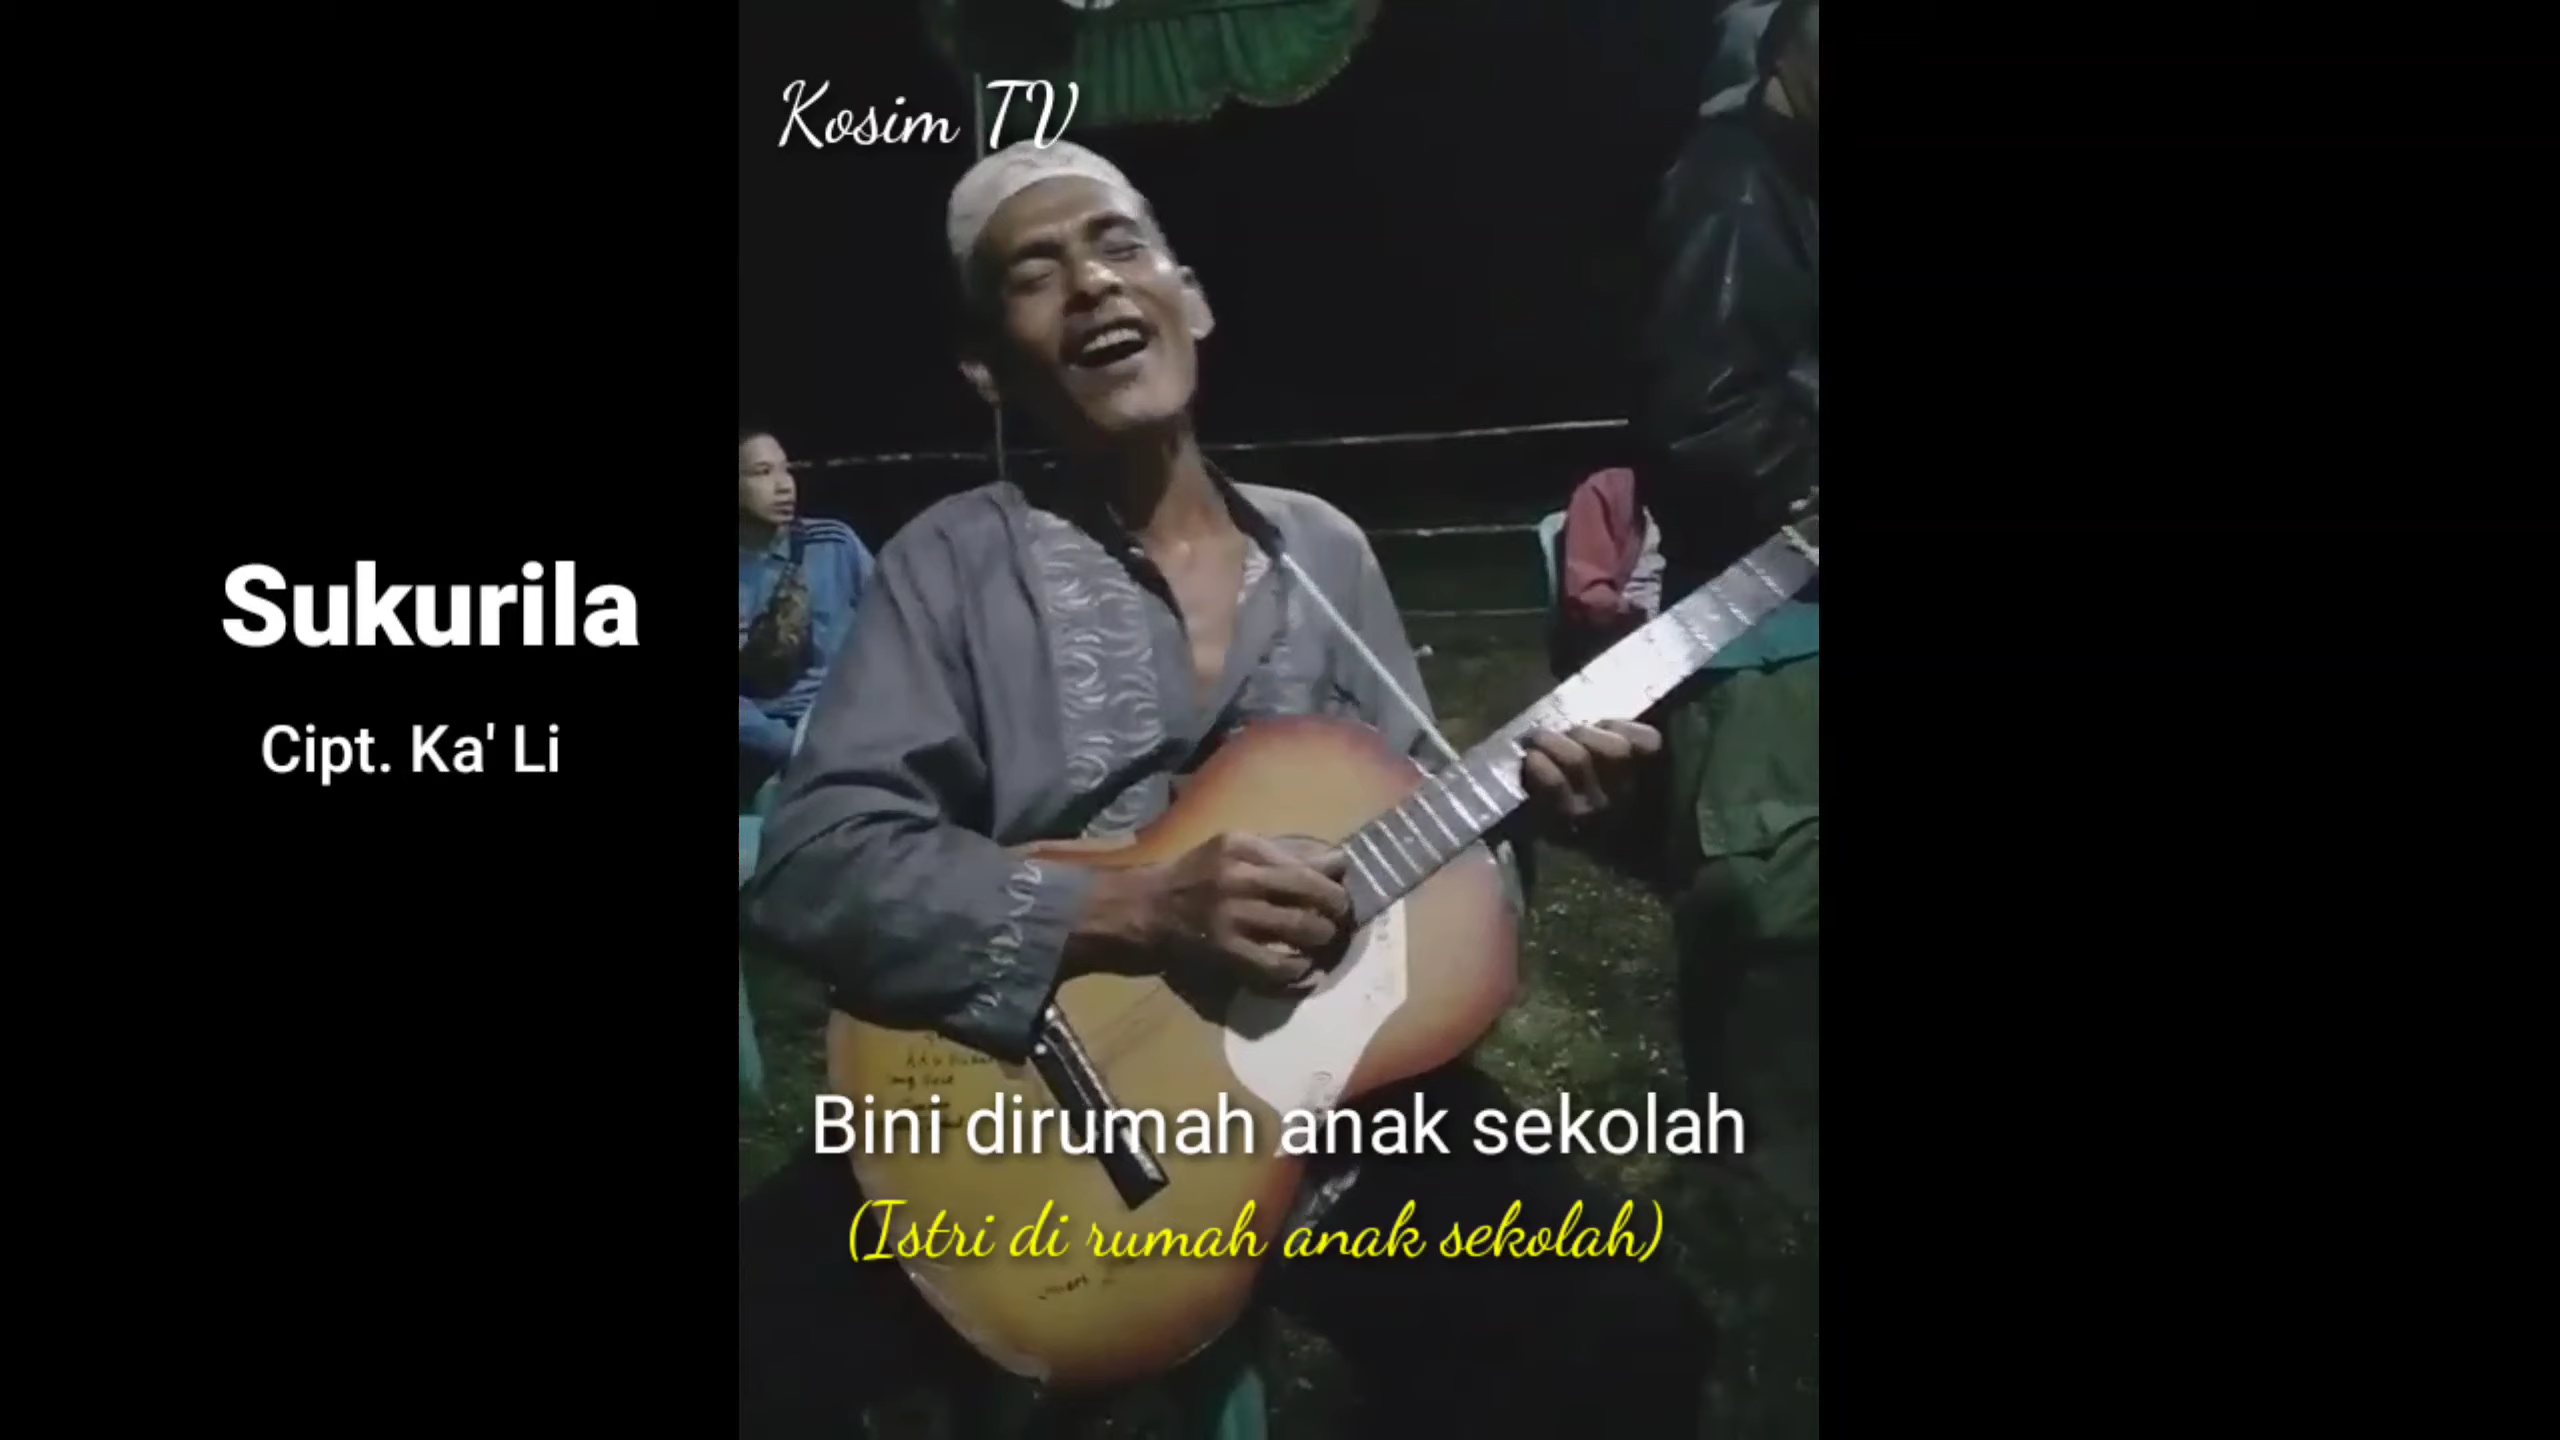 Kosim TV
Sukurila
Cipt. Ka' Li
Bini dirumah anak sekolah
(Istri di rumah anak sekolah)